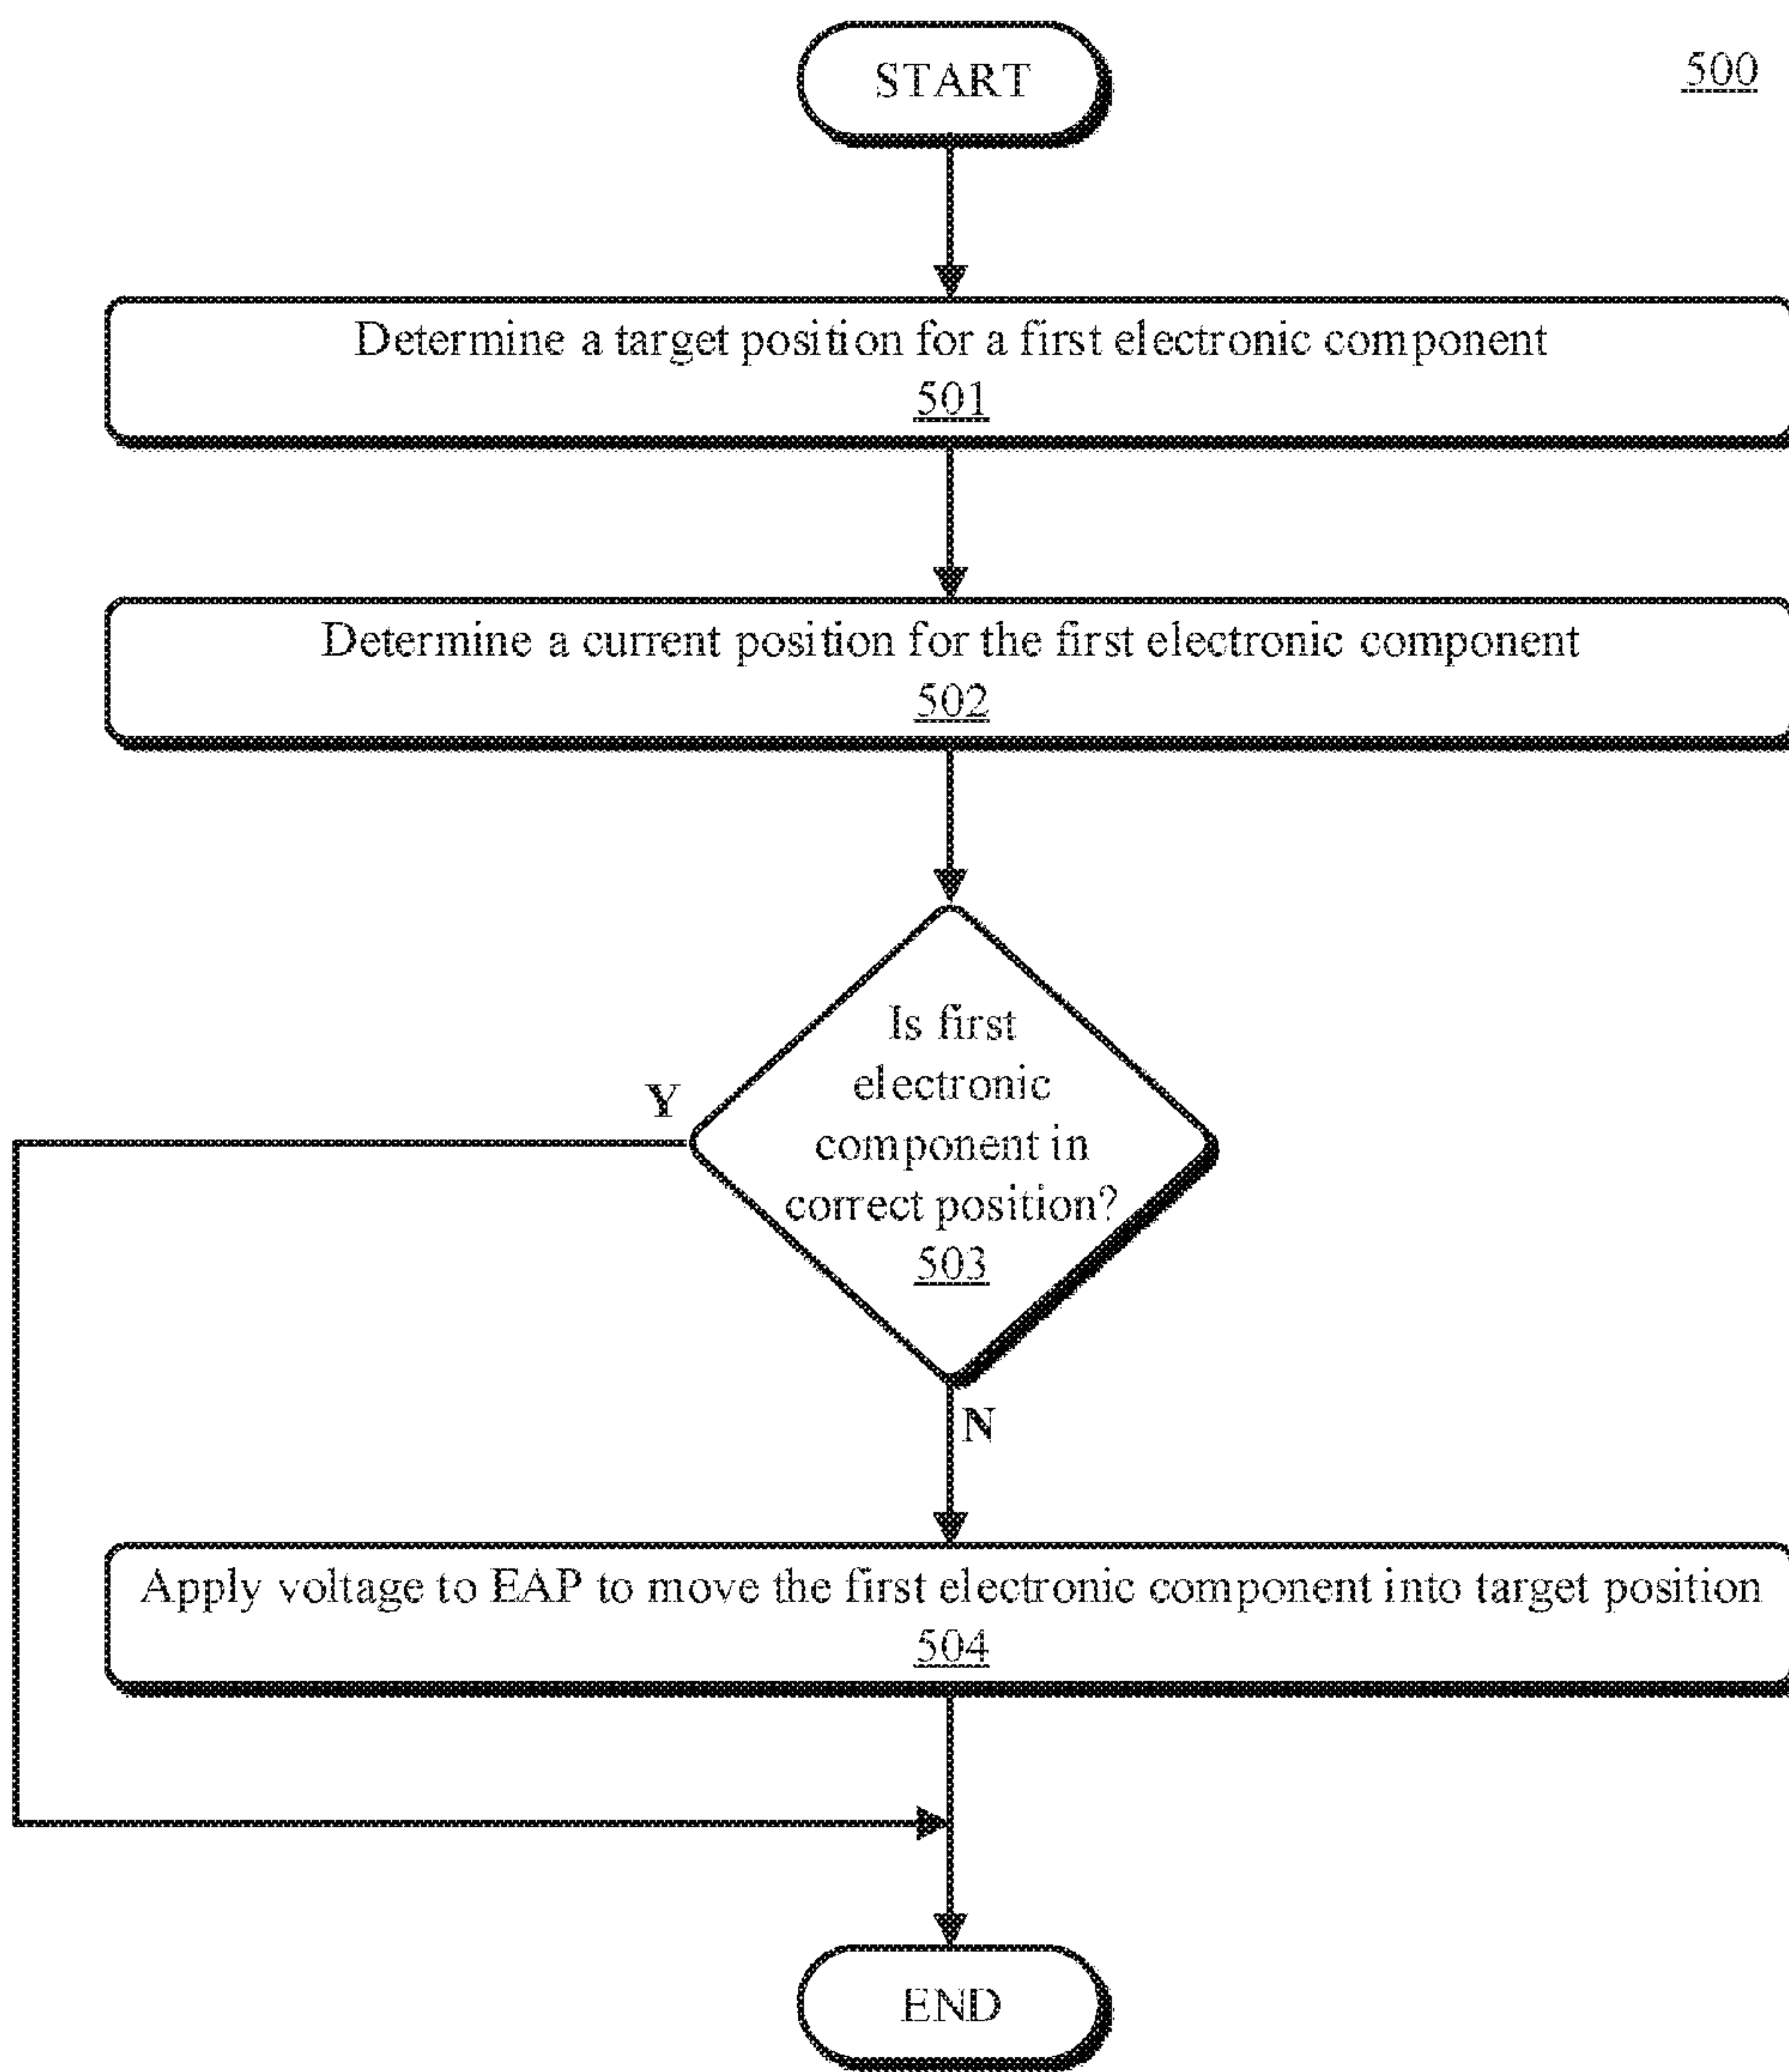 START
500
Determine a target position for a first electronic component
501
Determine a current position for the first electronic component
502
Is first
electronic
component in
correct position?
503
Y
N
Apply voltage to EAP to move the first electronic component into target position
504
END